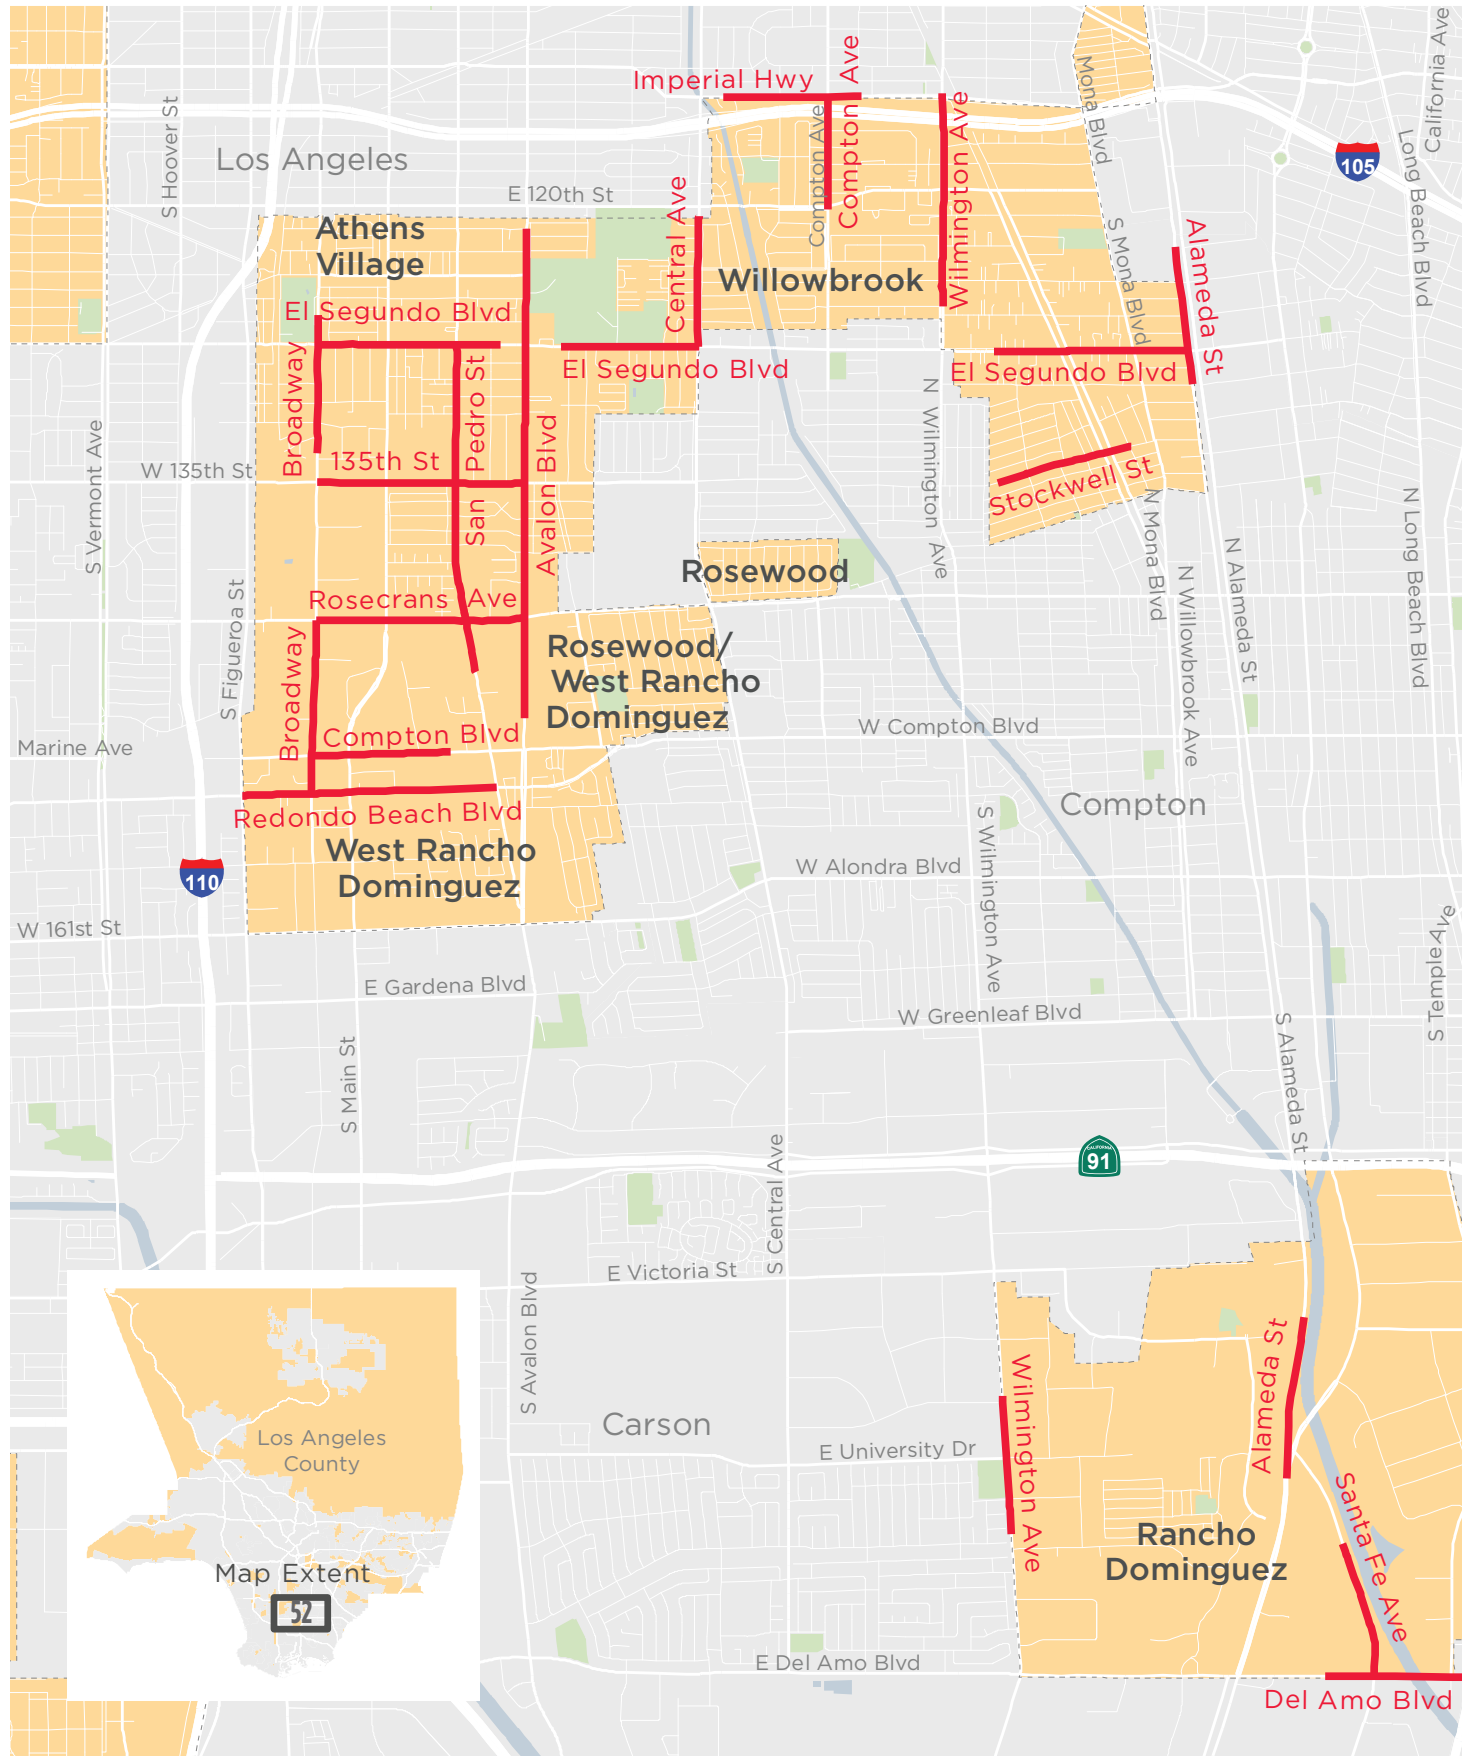 Imperial Hwy
Compton Ave
Compton Ave
Wilmington Ave
Mona Blvd
California Ave
Long Beach Blvd
105
S Hoover St
Los Angeles
E 120th St
Athens
Village
Central Ave
Willowbrook
S Mona Blvd
Alameda St
El Segundo Blvd
El Segundo Blvd
El Segundo Blvd
Broadway
San Pedro St
Avalon Blvd
135th St
W 135th St
S Vermont Ave
N Wilmington Ave
Stockwell St
N Mona Blvd
N Willowbrook Ave
N Alameda St
N Long Beach Blvd
S Figueroa St
Rosewood
Rosecrans Ave
Rosewood/
West Rancho
Dominguez
Broadway
Compton Blvd
W Compton Blvd
Marine Ave
Redondo Beach Blvd
Compton
West Rancho
Dominguez
110
W Alondra Blvd
S Wilmington Ave
W 161st St
E Gardena Blvd
W Greenleaf Blvd
S Temple Ave
S Main St
S Alameda St
CALIFORNIA
91
S Central Ave
E Victoria St
S Avalon Blvd
Carson
E University Dr
Wilmington Ave
Alameda St
Santa Fe Ave
Rancho
Dominguez
Los Angeles
County
Map Extent
52
E Del Amo Blvd
Del Amo Blvd